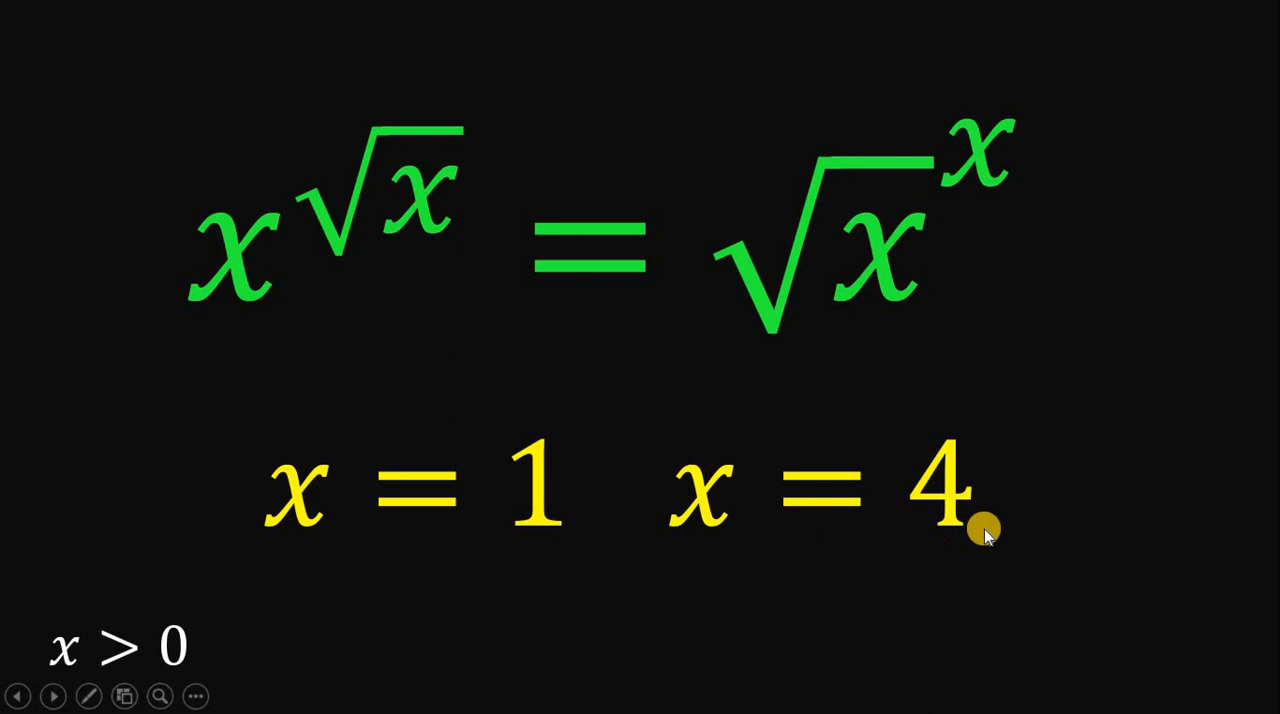 x^√x = √x^x
x = 1 x = 4
x > 0